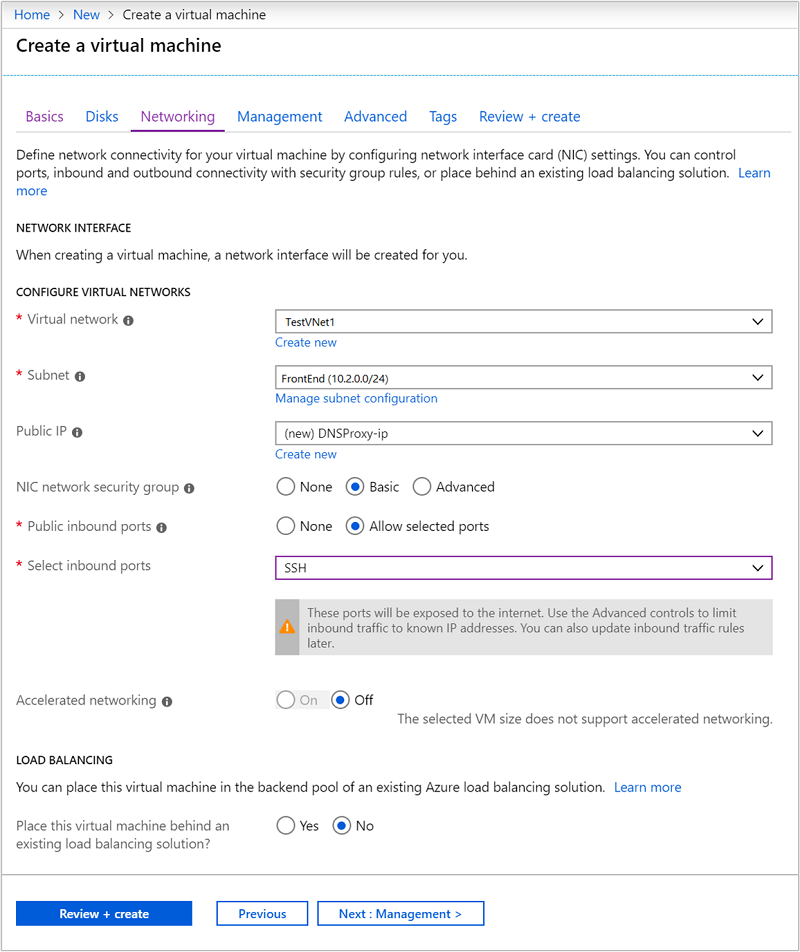 Home > New > Create a virtual machine
Create a virtual machine
Basics Disks Networking Management Advanced Tags Review + create
Define network connectivity for your virtual machine by configuring network interface card (NIC) settings. You can control
ports, inbound and outbound connectivity with security group rules, or place behind an existing load balancing solution. Learn
more
NETWORK INTERFACE
When creating a virtual machine, a network interface will be created for you.
CONFIGURE VIRTUAL NETWORKS
* Virtual network
TestVNet1
Create new
* Subnet
FrontEnd (10.2.0.0/24)
Manage subnet configuration
Public IP
(new) DNSProxy-ip
Create new
NIC network security group
None Basic Advanced
* Public inbound ports
None Allow selected ports
* Select inbound ports
SSH
These ports will be exposed to the internet. Use the Advanced controls to limit
inbound traffic to known IP addresses. You can also update inbound traffic rules
later.
Accelerated networking
On Off
The selected VM size does not support accelerated networking.
LOAD BALANCING
You can place this virtual machine in the backend pool of an existing Azure load balancing solution. Learn more
Place this virtual machine behind an
existing load balancing solution?
Yes No
Review + create Previous Next : Management >